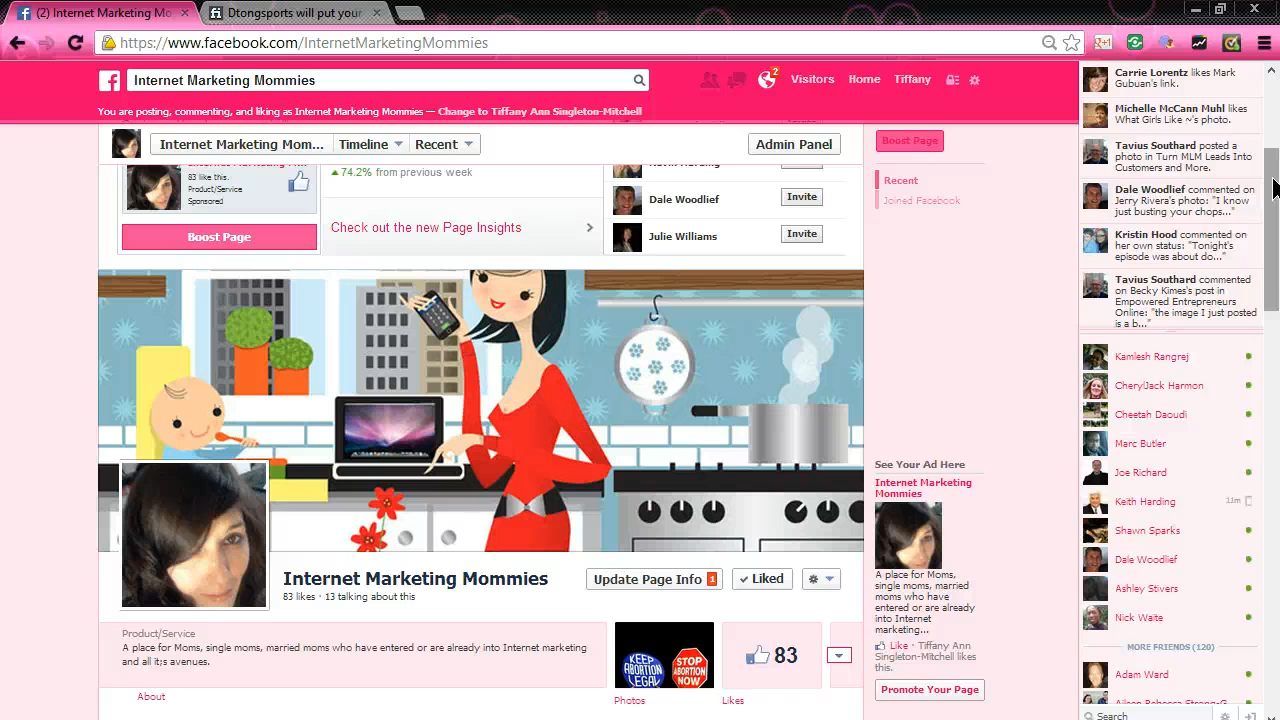 (2) Internet Marketing Mo
Dtongsports will put your
https://www.facebook.com/InternetMarketingMommies
Internet Marketing Mommies
2
Visitors
Home
Tiffany
You are posting, commenting, and liking as Internet Marketing Mommies — Change to Tiffany Ann Singleton-Mitchell
Internet Marketing Mom...
Timeline
Recent
Admin Panel
83 like this.
Product/Service
Sponsored
Boost Page
74.2% from previous week
Check out the new Page Insights
Dale Woodlief
Invite
Julie Williams
Invite
Boost Page
Recent
Joined Facebook
Internet Marketing Mommies
83 likes · 13 talking about this
Update Page Info 1
Liked
Product/Service
A place for Moms, single moms, married moms who have entered or are already into Internet marketing
and all it;s avenues.
About
KEEP
ABORTION
LEGAL
STOP
ABORTION
NOW
Photos
83
Likes
See Your Ad Here
Internet Marketing
Mommies
A place for Moms,
single moms, married
moms who have
entered or are already
into Internet
marketing...
Like · Tiffany Ann
Singleton-Mitchell likes
this.
Promote Your Page
Carrie Lorentz likes Mark
Gubuan's link.
Michelle McCann Muhl likes
What Girls Like ~'s photo.
Tavius Southard posted a
photo in Turn MLM Leads Into
Customers and More.
Dale Woodlief commented on
Jerry Rivera's photo: "I know
just busting your chops..."
Kristin Hood commented on
her own status: "Tonight's
episode was about do..."
Tavius Southard commented
on Becky Kimes's post in
Empowered Entrepreneurs
Online: "the image I just posted
is a b..."
Kamlesh Rangrej
CherylJack Harmon
Cheetah Daoudi
Marc Butler
Joe Richard
Keith Harding
11m
Shawn Sparks
Dale Woodlief
Ashley Stivers
Nick Waite
MORE FRIENDS (120)
Adam Ward
Aileen Rebecca Strong-G
Search